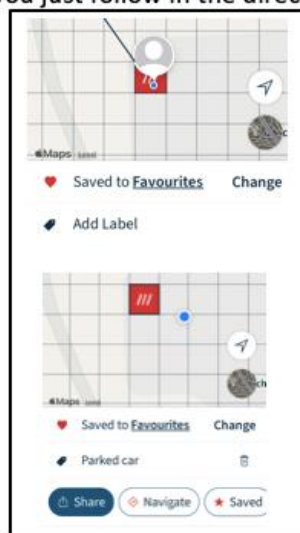 you just follow in the direc
Maps
Saved to Favourites Change
Add Label
Maps
ch
Saved to Favourites Change
Parked car
Share Navigate Saved